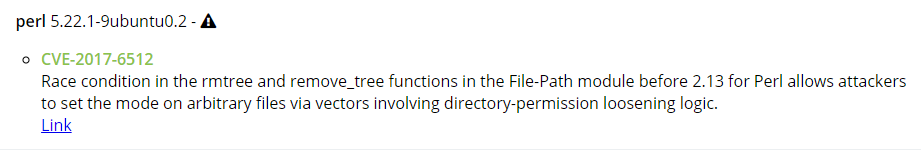 perl 5.22.1-9ubuntu0.2 -
CVE-2017-6512
Race condition in the rmtree and remove_tree functions in the File-Path module before 2.13 for Perl allows attackers
to set the mode on arbitrary files via vectors involving directory-permission loosening logic.
Link